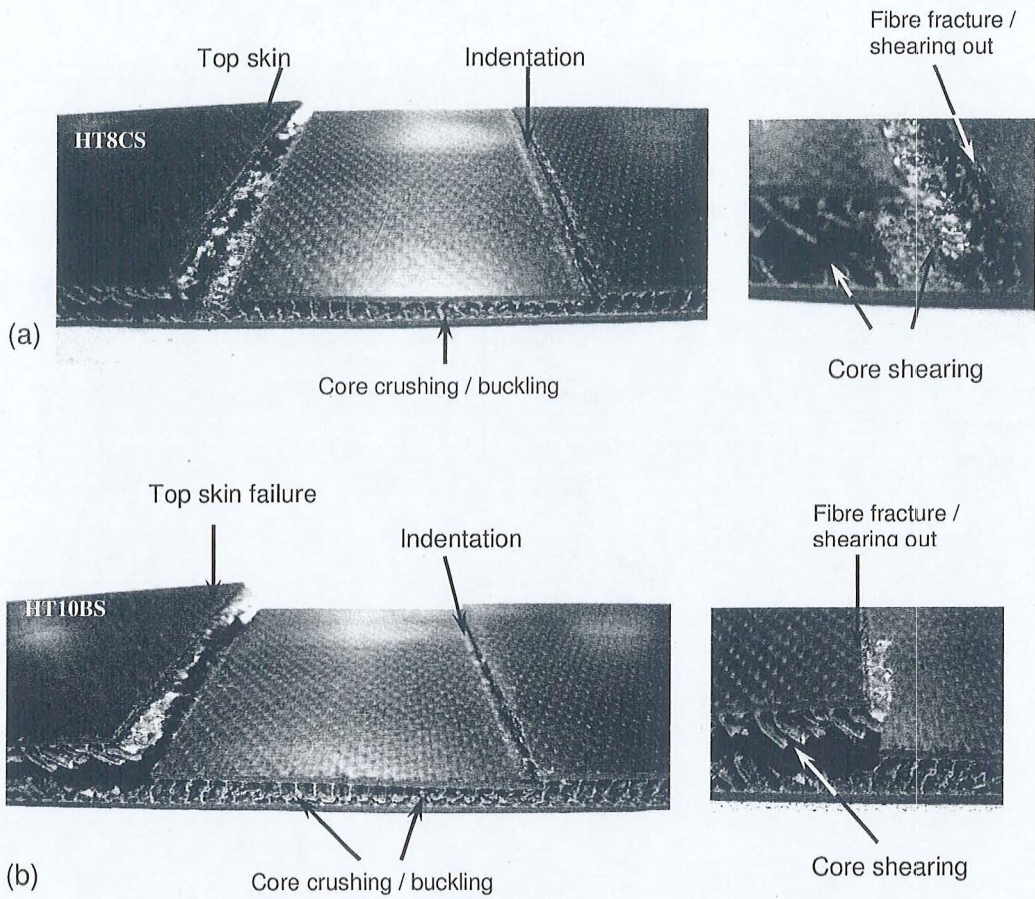 Top skin
Indentation
Fibre fracture /
shearing out
HT8CS
(a)
Core crushing / buckling
Core shearing
Top skin failure
Indentation
Fibre fracture /
shearing out
HT10BS
(b)
Core crushing / buckling
Core shearing